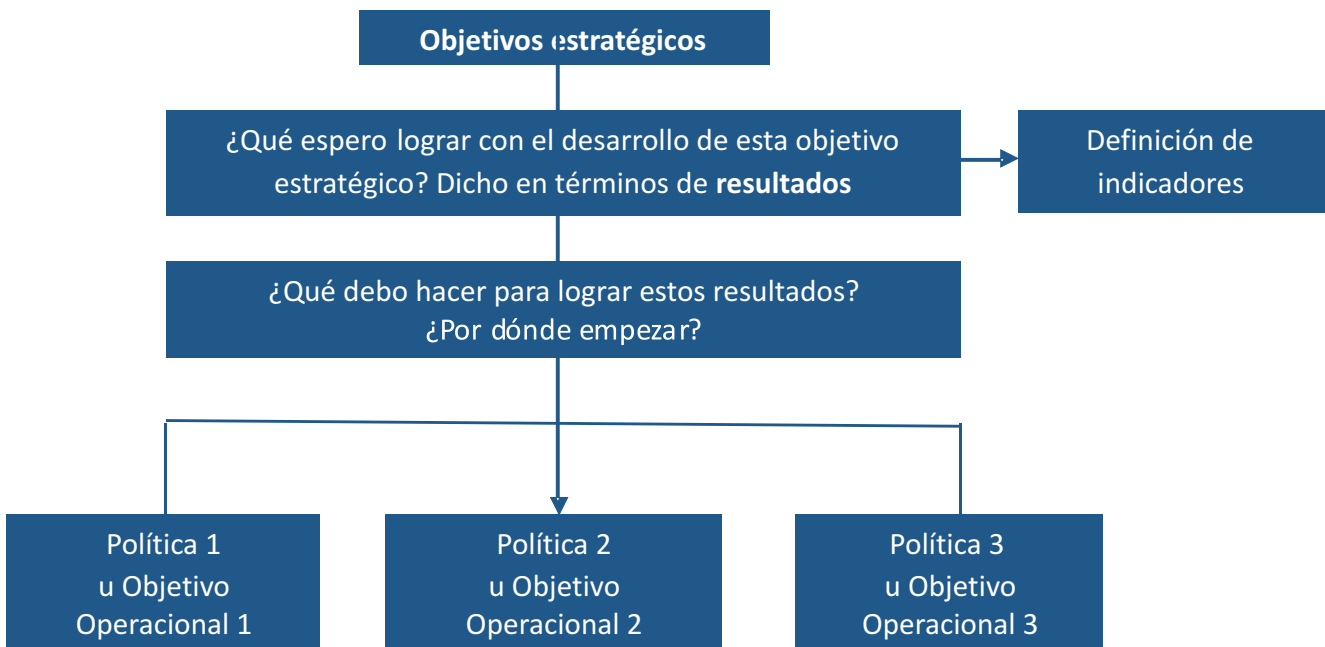 Objetivos estratégicos
¿Qué espero lograr con el desarrollo de esta objetivo
estratégico? Dicho en términos de resultados
Definición de
indicadores
¿Qué debo hacer para lograr estos resultados?
¿Por dónde empezar?
Política 1
u Objetivo
Operacional 1
Política 2
u Objetivo
Operacional 2
Política 3
u Objetivo
Operacional 3